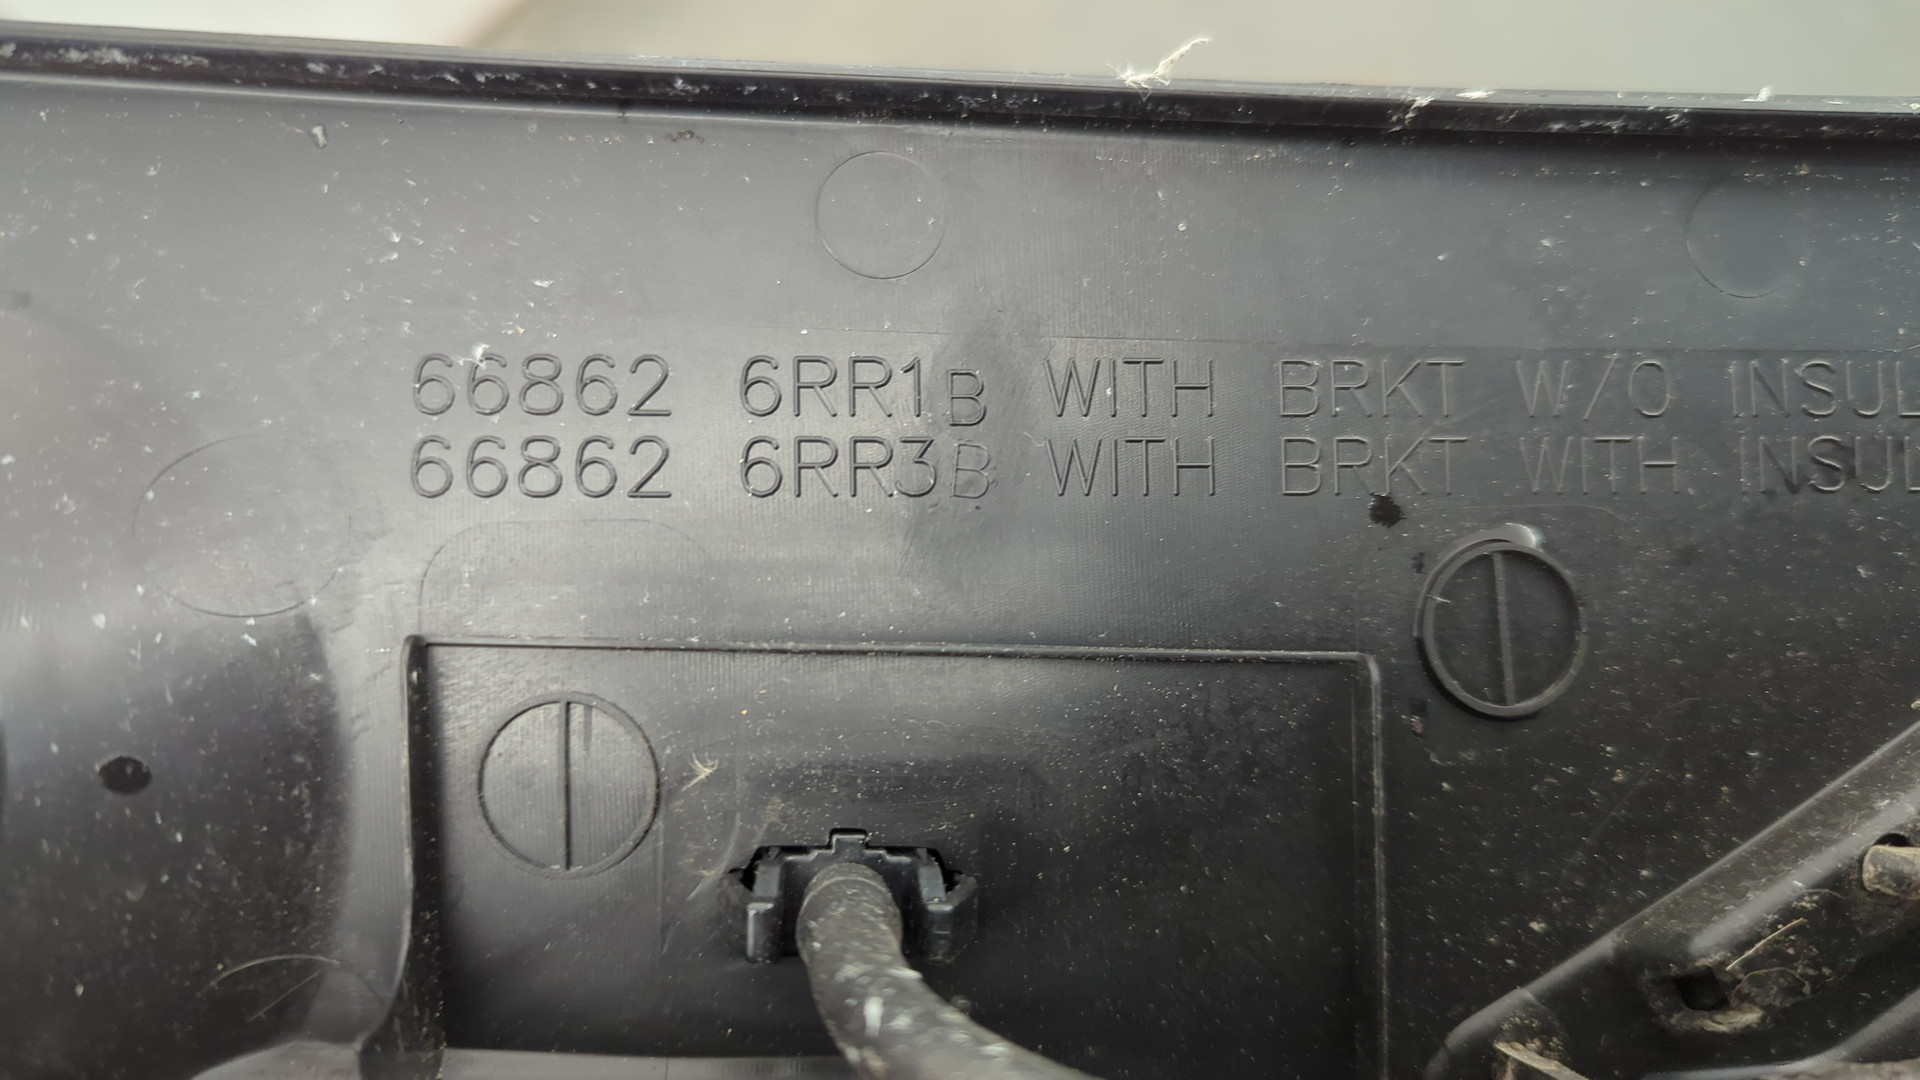 66862 6RR1B WITH BRKT W/O INSUL
66862 6RR3B WITH BRKT WITH INSUL